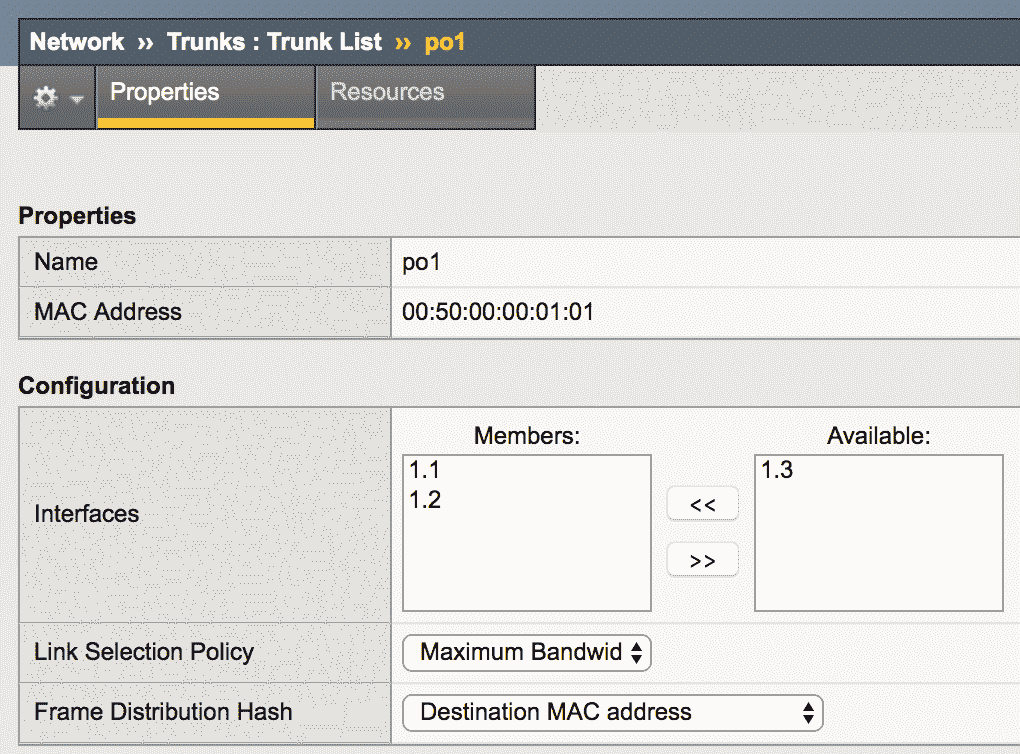 Network ›› Trunks : Trunk List ›› po1
Properties Resources
Properties
Name po1
MAC Address 00:50:00:00:01:01
Configuration
Members: Available:
1.1 1.3
1.2
<<
Interfaces
>>
Link Selection Policy Maximum Bandwid
Frame Distribution Hash Destination MAC address